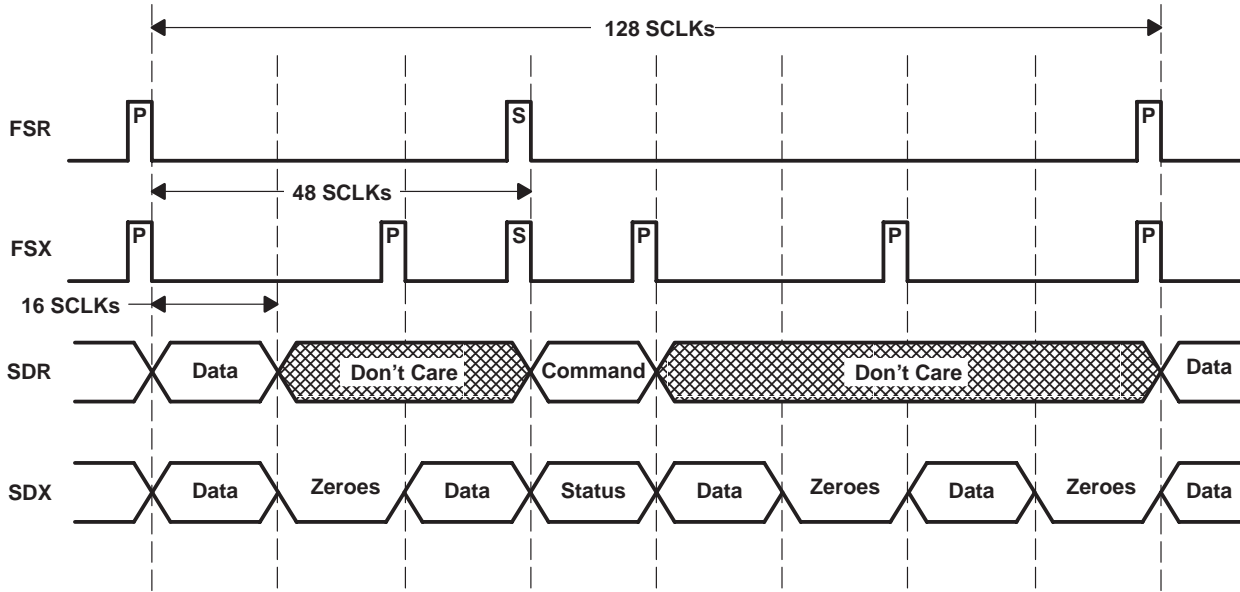 128 SCLKs
FSR
P
S
P
48 SCLKs
FSX
P
P
S
P
P
P
16 SCLKs
SDR
Data
Don't Care
Command
Don't Care
Data
SDX
Data
Zeroes
Data
Status
Data
Zeroes
Data
Zeroes
Data